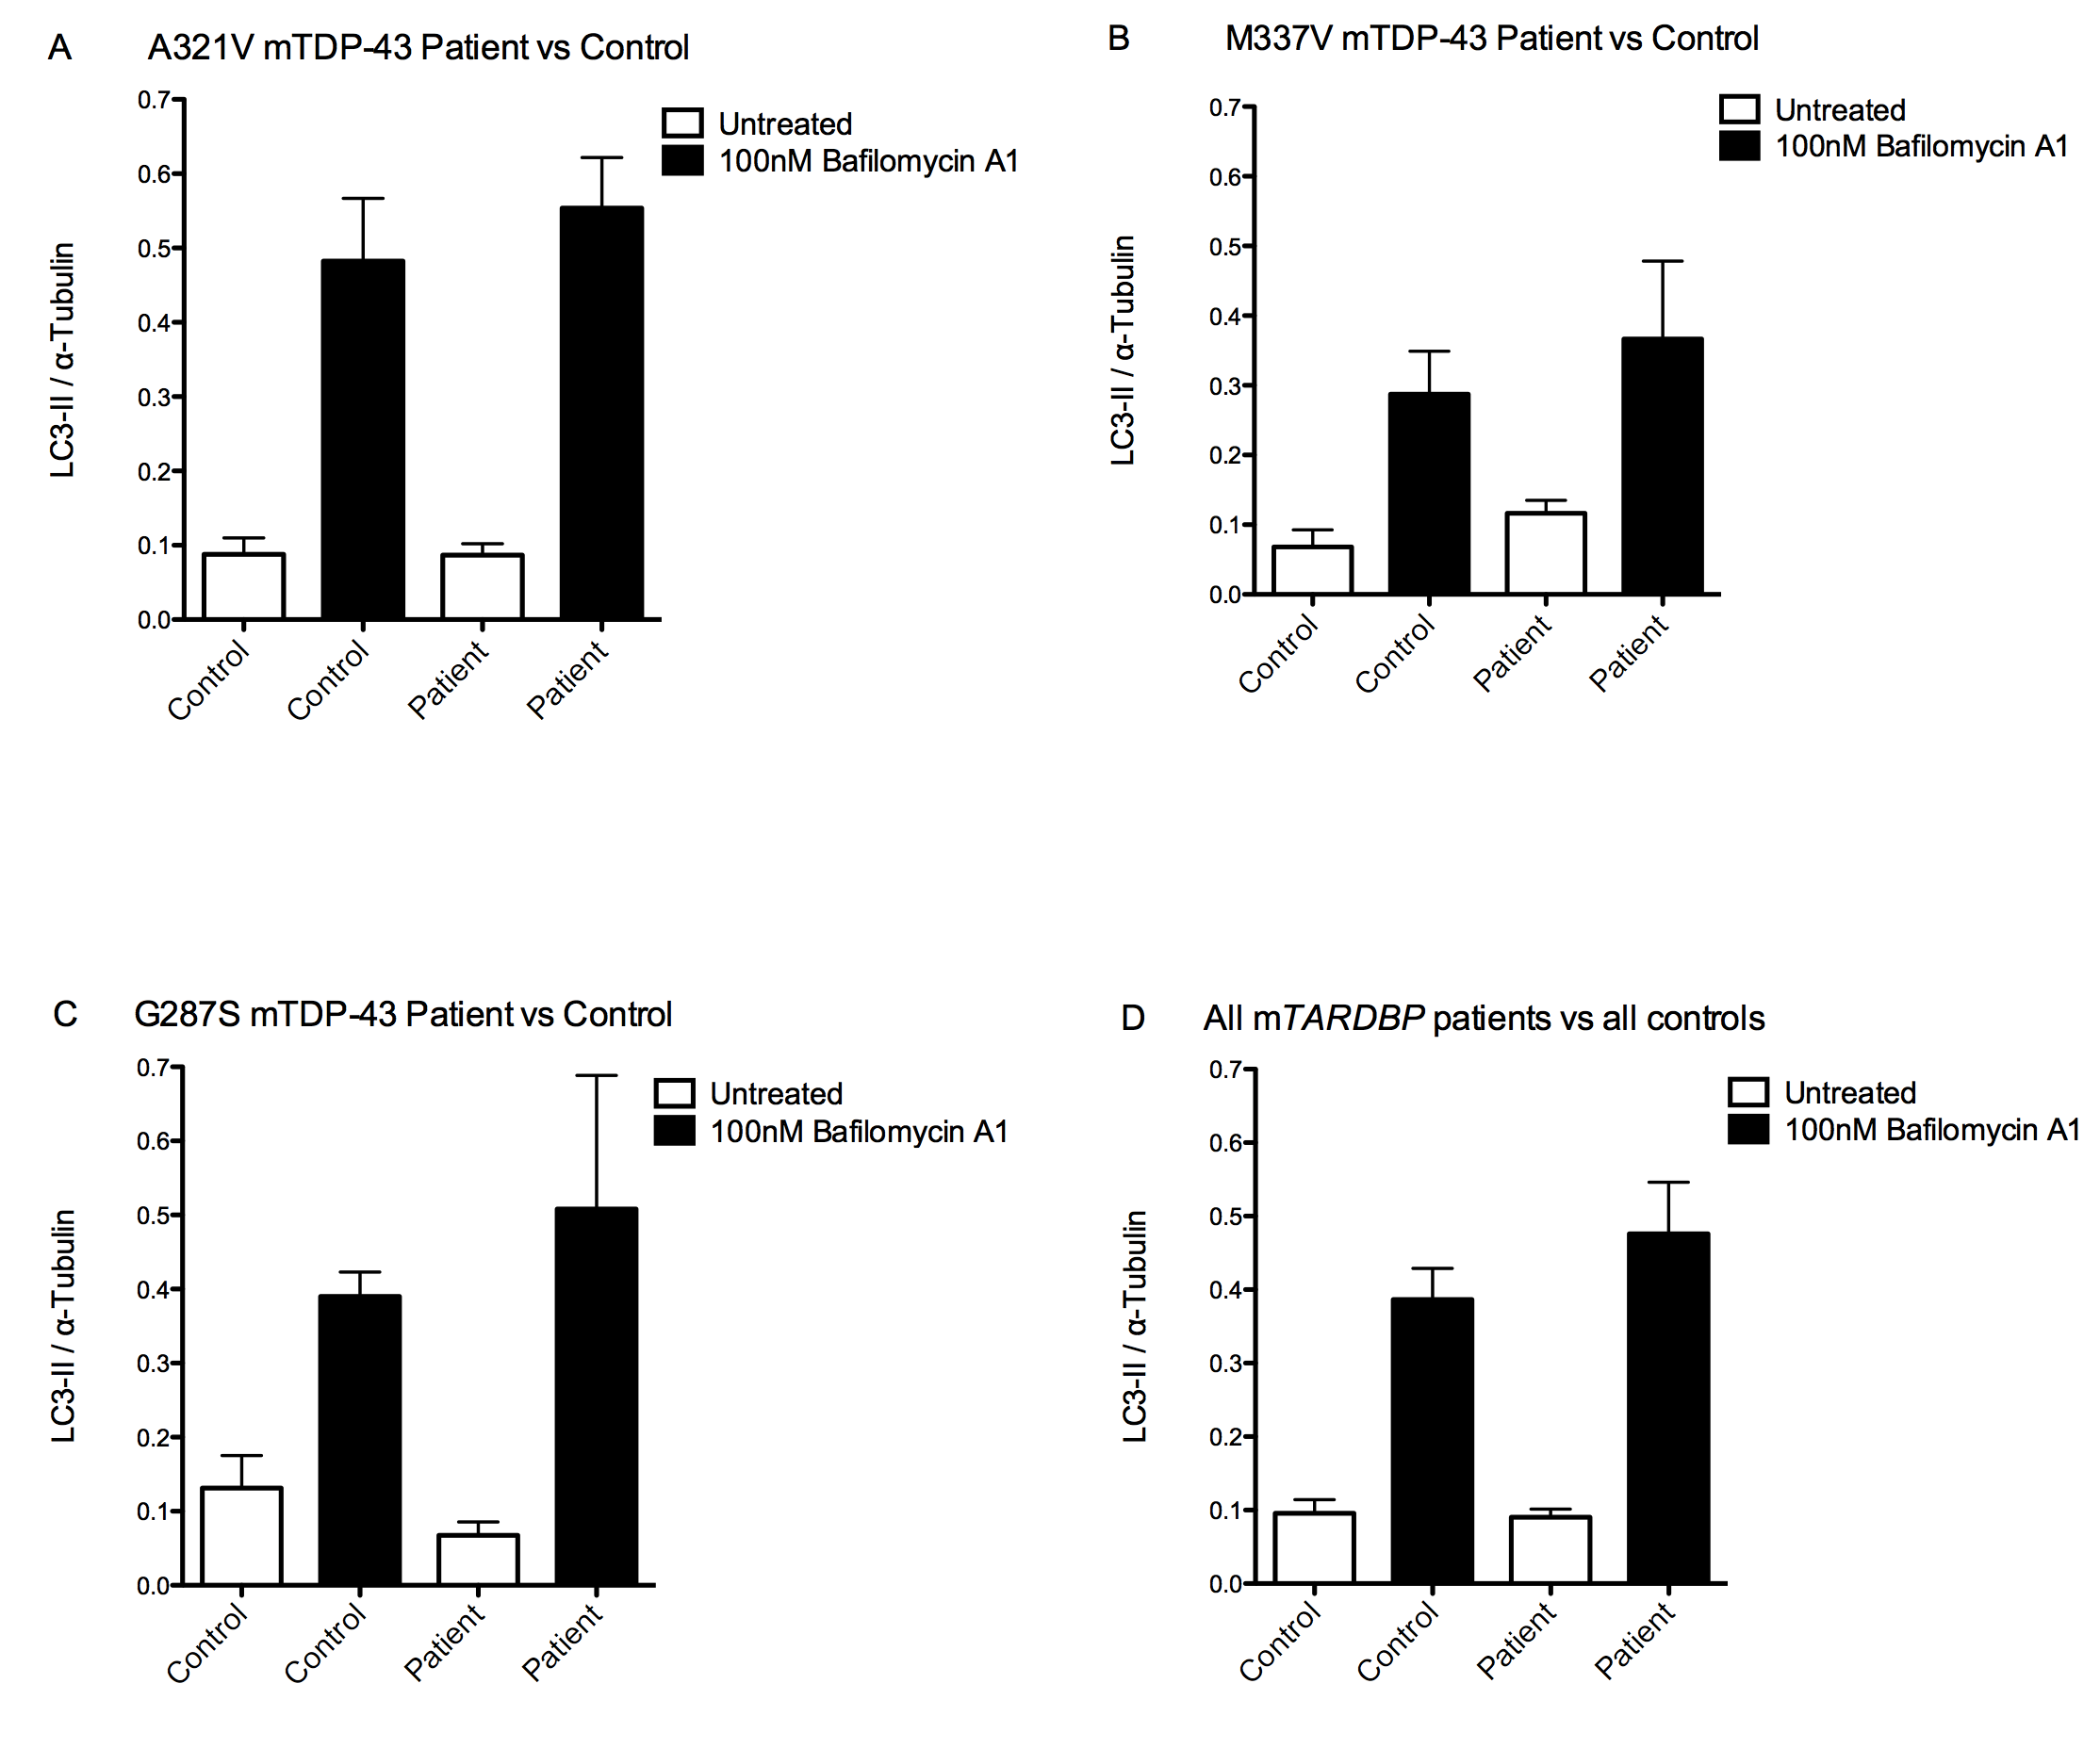 A A321V mTDP-43 Patient vs Control
0.7
0.6
0.5
0.4
0.3
0.2
0.1
0.0
LC3-II / α-Tubulin
Untreated
100nM Bafilomycin A1
Control
Control
Patient
Patient
B M337V mTDP-43 Patient vs Control
0.7
0.6
0.5
0.4
0.3
0.2
0.1
0.0
LC3-II / α-Tubulin
Untreated
100nM Bafilomycin A1
Control
Control
Patient
Patient
C G287S mTDP-43 Patient vs Control
0.7
0.6
0.5
0.4
0.3
0.2
0.1
0.0
LC3-II / α-Tubulin
Untreated
100nM Bafilomycin A1
Control
Control
Patient
Patient
D All mTARDBP patients vs all controls
0.7
0.6
0.5
0.4
0.3
0.2
0.1
0.0
LC3-II / α-Tubulin
Untreated
100nM Bafilomycin A1
Control
Control
Patient
Patient